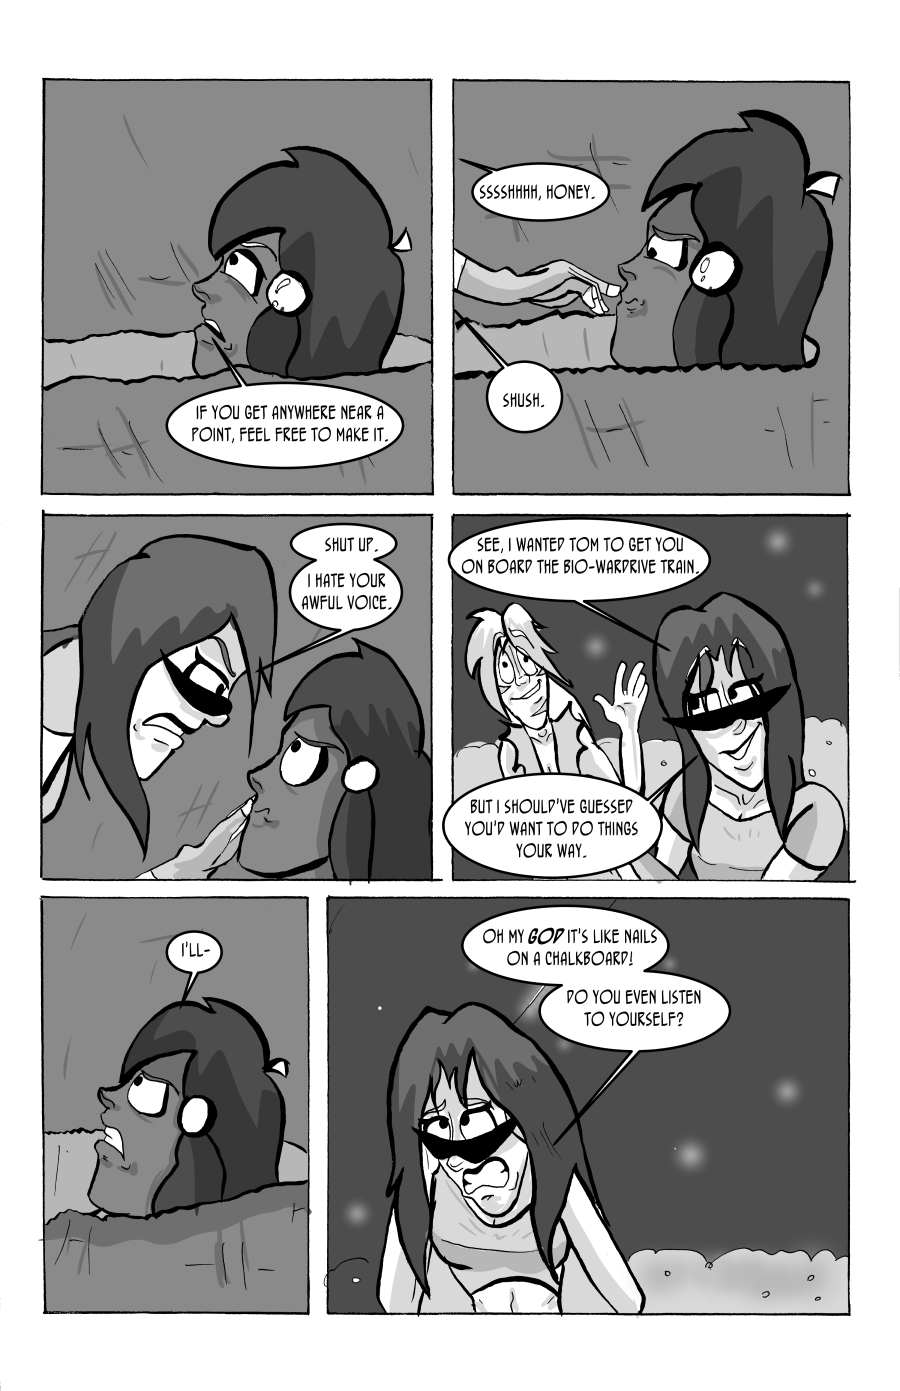 IF YOU GET ANYWHERE NEAR A
POINT, FEEL FREE TO MAKE IT.
SSSSHHHH, HONEY.
SHUSH.
SHUT UP.
I HATE YOUR
AWFUL VOICE.
SEE, I WANTED TOM TO GET YOU
ON BOARD THE BIO-WARDRIVE TRAIN.
BUT I SHOULD'VE GUESSED
YOU'D WANT TO DO THINGS
YOUR WAY.
I'LL-
OH MY GOD IT'S LIKE NAILS
ON A CHALKBOARD!
DO YOU EVEN LISTEN
TO YOURSELF?